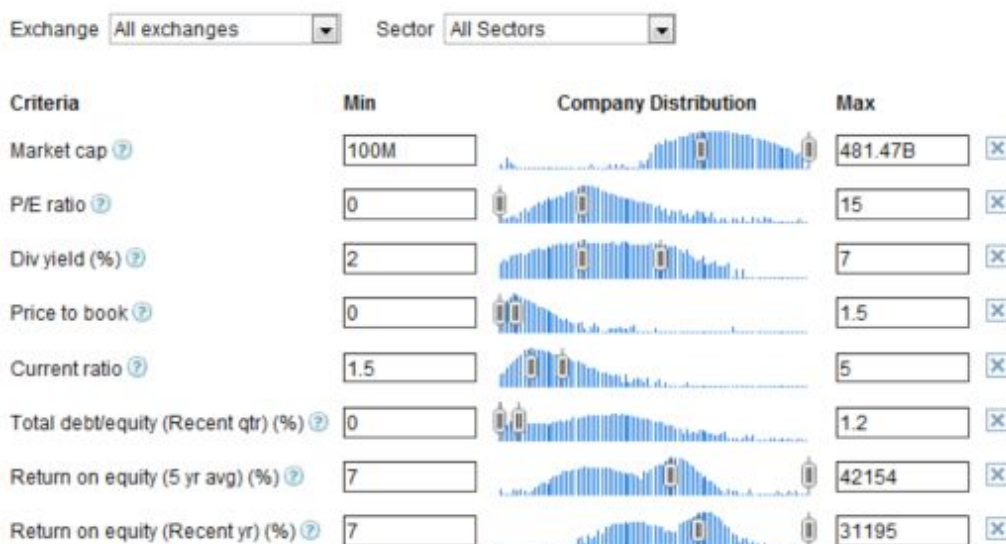 Exchange All exchanges Sector All Sectors
Criteria Min Company Distribution Max
Market cap ? 100M 481.47B
P/E ratio ? 0 15
Div yield (%) ? 2 7
Price to book ? 0 1.5
Current ratio ? 1.5 5
Total debt/equity (Recent qtr) (%) ? 0 1.2
Return on equity (5 yr avg) (%) ? 7 42154
Return on equity (Recent yr) (%) ? 7 31195